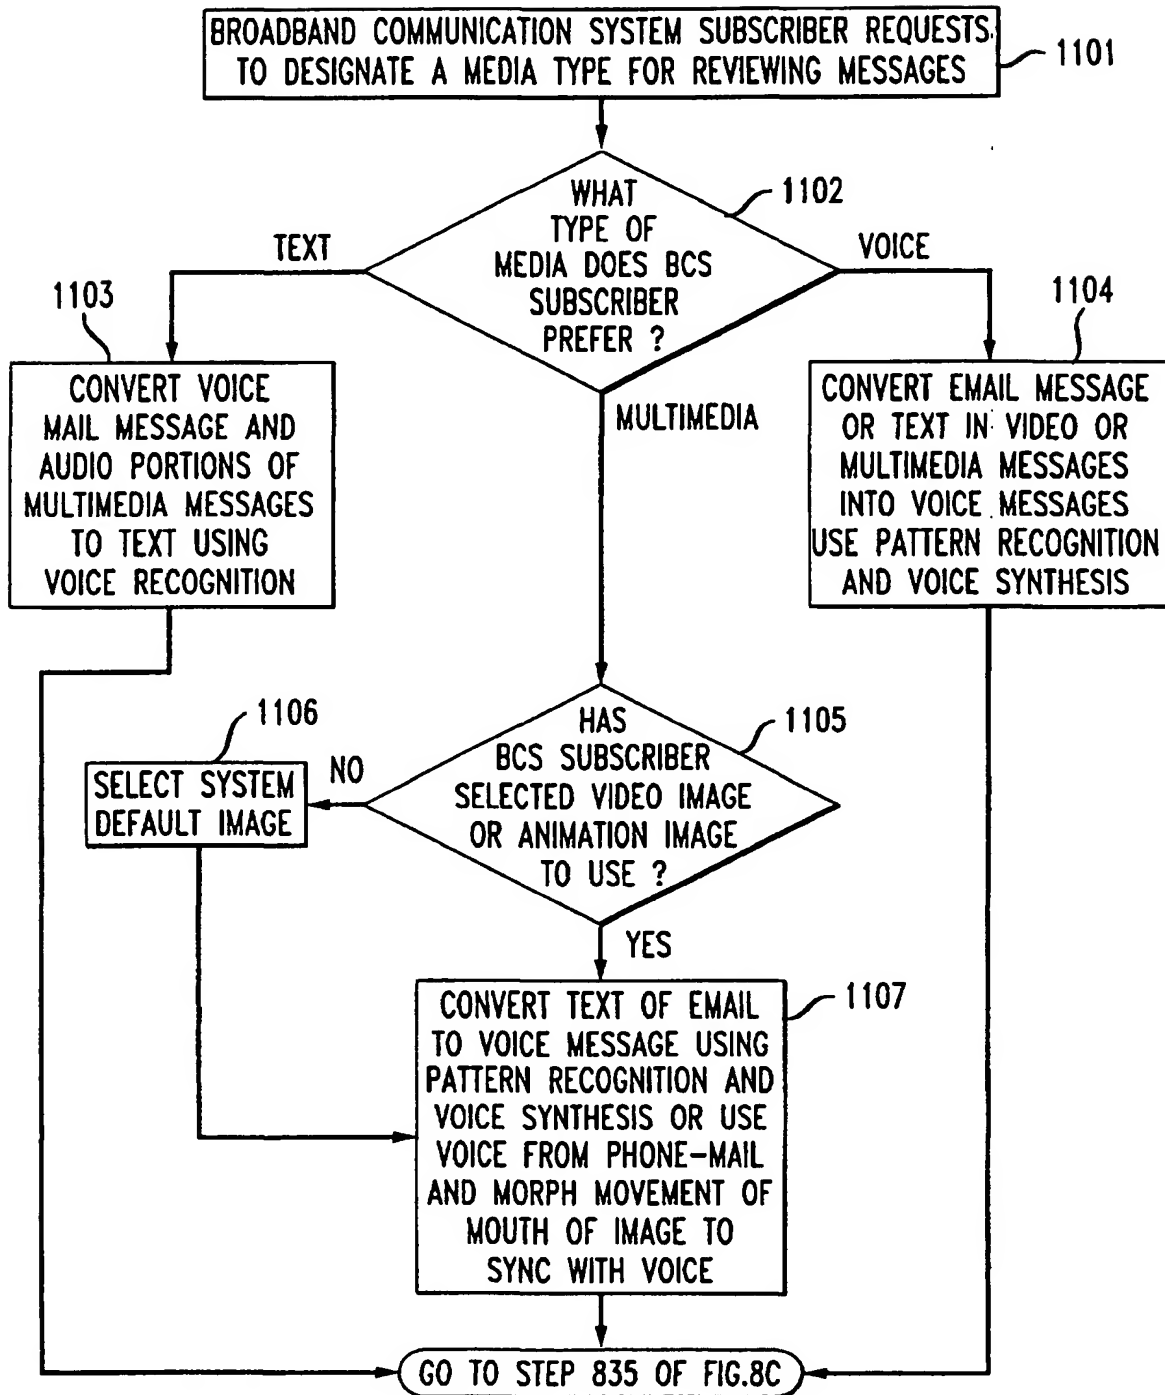 BROADBAND COMMUNICATION SYSTEM SUBSCRIBER REQUESTS
TO DESIGNATE A MEDIA TYPE FOR REVIEWING MESSAGES
1101
WHAT
TYPE OF
MEDIA DOES BCS
SUBSCRIBER
PREFER ?
1102
TEXT
VOICE
MULTIMEDIA
1103
CONVERT VOICE
MAIL MESSAGE AND
AUDIO PORTIONS OF
MULTIMEDIA MESSAGES
TO TEXT USING
VOICE RECOGNITION
1104
CONVERT EMAIL MESSAGE
OR TEXT IN VIDEO OR
MULTIMEDIA MESSAGES
INTO VOICE MESSAGES
USE PATTERN RECOGNITION
AND VOICE SYNTHESIS
HAS
BCS SUBSCRIBER
SELECTED VIDEO IMAGE
OR ANIMATION IMAGE
TO USE ?
1105
NO
1106
SELECT SYSTEM
DEFAULT IMAGE
YES
CONVERT TEXT OF EMAIL
TO VOICE MESSAGE USING
PATTERN RECOGNITION AND
VOICE SYNTHESIS OR USE
VOICE FROM PHONE-MAIL
AND MORPH MOVEMENT OF
MOUTH OF IMAGE TO
SYNC WITH VOICE
1107
GO TO STEP 835 OF FIG.8C